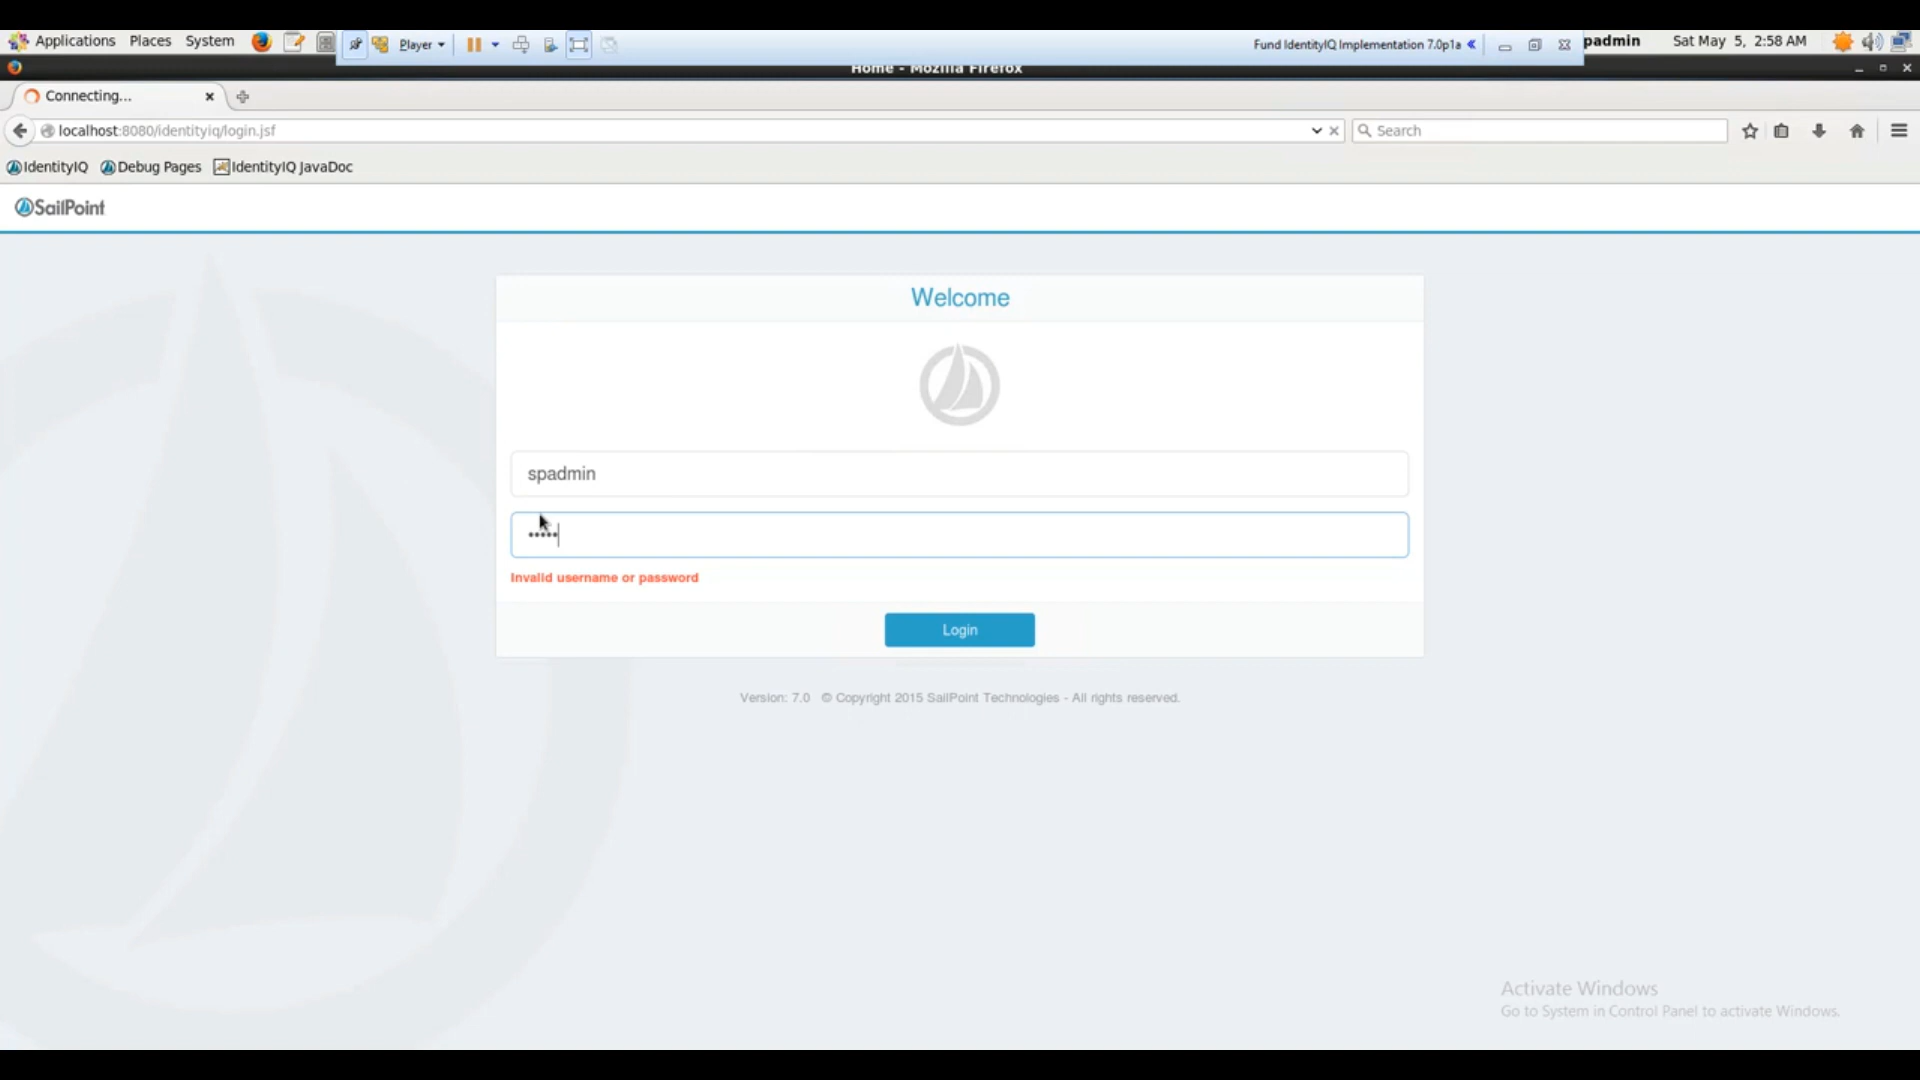 Applications Places System Player Fund IdentityIQ Implementation 7.0p1a padmin Sat May 5, 2:58 AM
Home - Mozilla Firefox
Connecting...
localhost:8080/identityiq/login.jsf Search
IdentityIQ Debug Pages IdentityIQ JavaDoc
SailPoint
Welcome
spadmin
•••••
Invalid username or password
Login
Version: 7.0 © Copyright 2015 SailPoint Technologies - All rights reserved.
Activate Windows
Go to System in Control Panel to activate Windows.